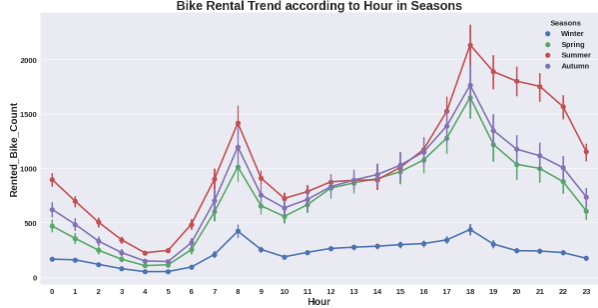 Bike Rental Trend according to Hour in Seasons
Seasons
Winter
Spring
Summer
Autumn
Rented_Bike_Count
2000
1500
1000
500
0
0 1 2 3 4 5 6 7 8 9 10 11 12 13 14 15 16 17 18 19 20 21 22 23
Hour